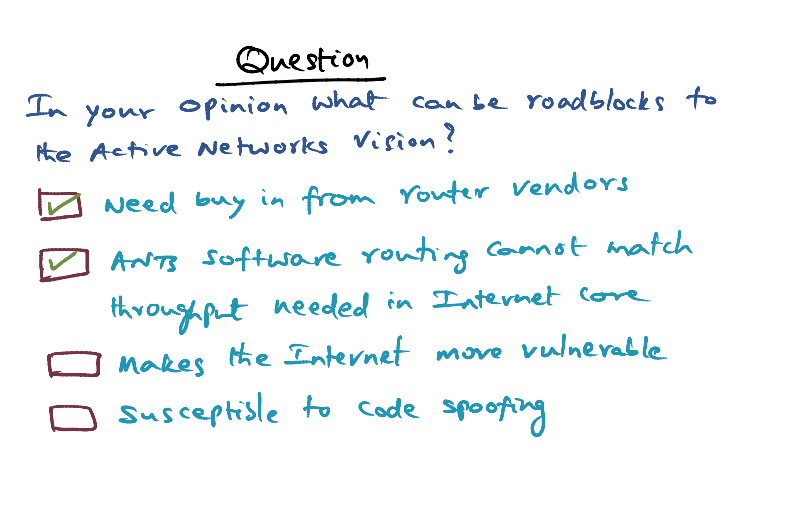 Question
In your opinion what can be roadblocks to
the Active Networks vision?
Need buy in from router vendors
ANTS software routing cannot match
throughput needed in Internet core
Makes the Internet more vulnerable
Susceptible to code spoofing